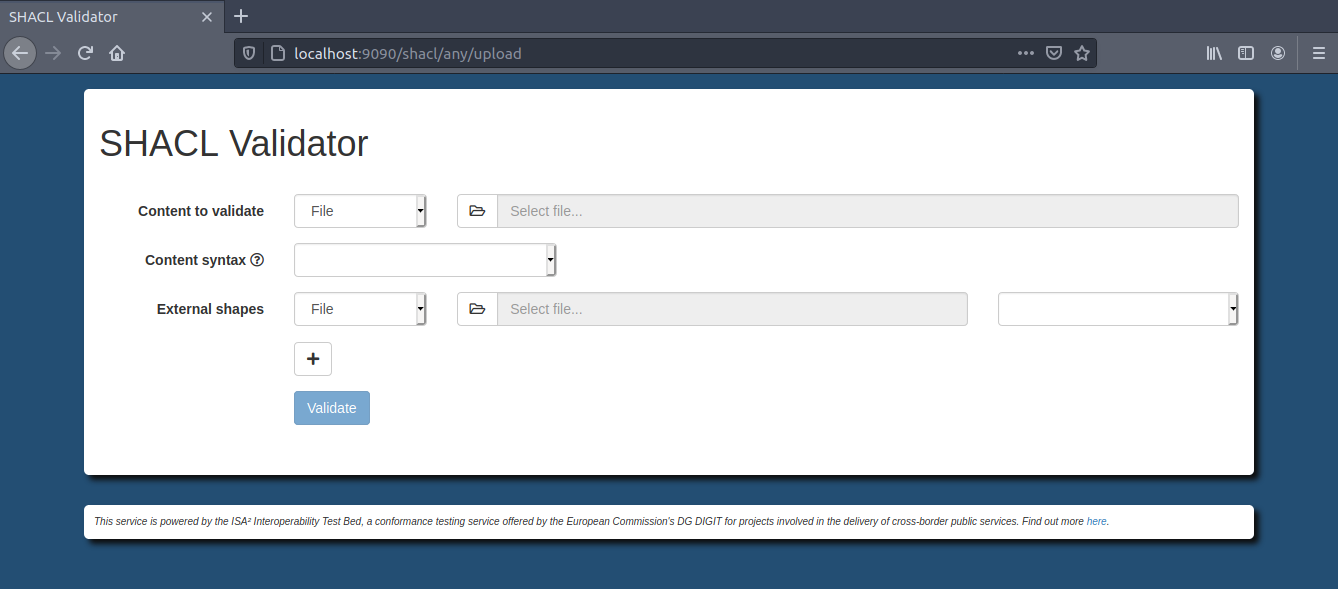 SHACL Validator
localhost:9090/shacl/any/upload
SHACL Validator
Content to validate File Select file...
Content syntax
External shapes File Select file...
Validate
This service is powered by the ISA² Interoperability Test Bed, a conformance testing service offered by the European Commission's DG DIGIT for projects involved in the delivery of cross-border public services. Find out more here.